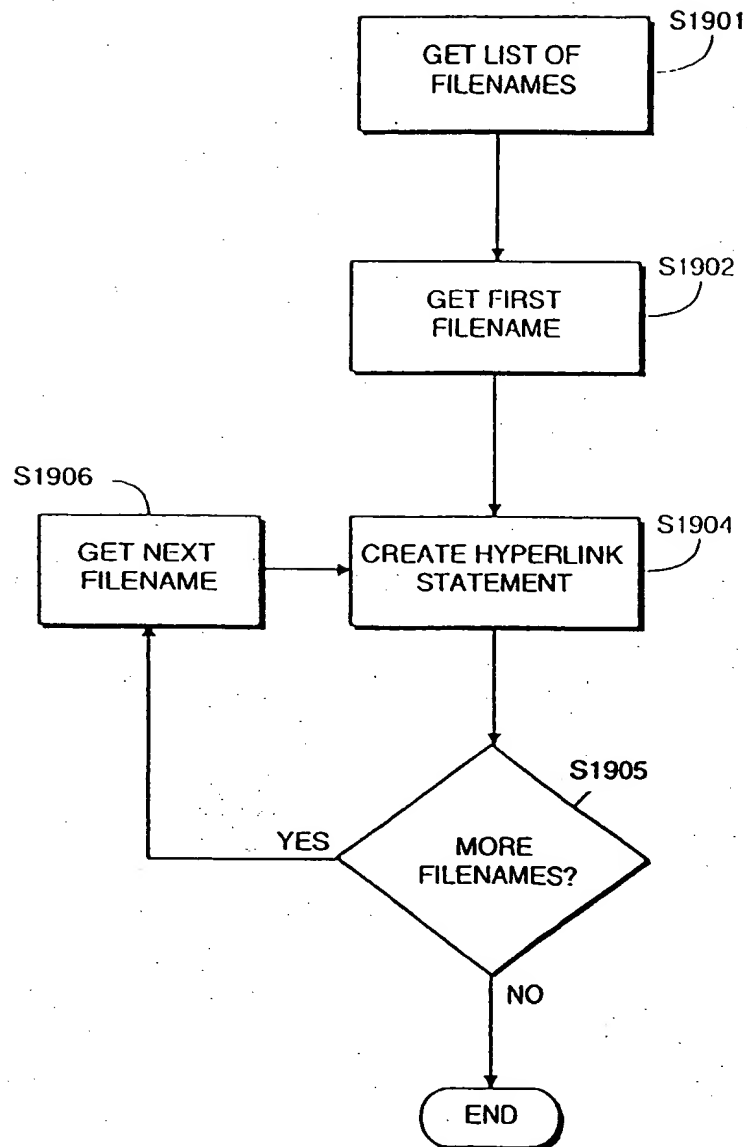 S1901
GET LIST OF
FILENAMES
S1902
GET FIRST
FILENAME
S1906
GET NEXT
FILENAME
S1904
CREATE HYPERLINK
STATEMENT
S1905
YES
MORE
FILENAMES?
NO
END